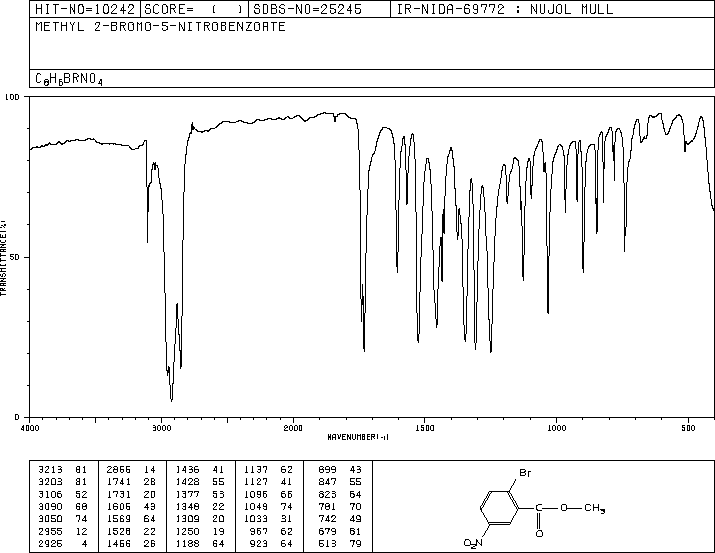 HIT-NO=10242 SCORE= ( ) SDBS-NO=25245 IR-NIDA-69772 : NUJOL MULL
METHYL 2-BROMO-5-NITROBENZOATE
C8H6BRNO4
100
50
0
TRANSMITTANCE(%)
4000 3000 2000 1500 1000 500
WAVENUMBER(-1)
3213 81 2866 14 1436 41 1137 62 899 43
3203 81 1741 28 1428 55 1127 41 847 55
3106 52 1731 20 1377 53 1096 66 823 64
3090 68 1606 43 1348 22 1049 74 781 70
3050 74 1569 64 1309 20 1033 31 742 49
2955 12 1528 22 1250 19 967 62 679 81
2925 4 1456 26 1188 64 923 64 513 79
Br
C—O—CH3
O
O2N